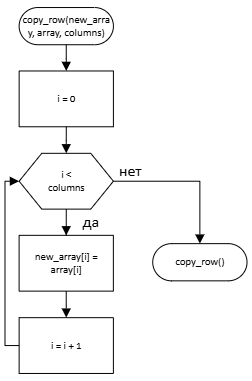 copy_row(new_arra
y, array, columns)
i = 0
i <
columns
нет
да
new_array[i] =
array[i]
copy_row()
i = i + 1